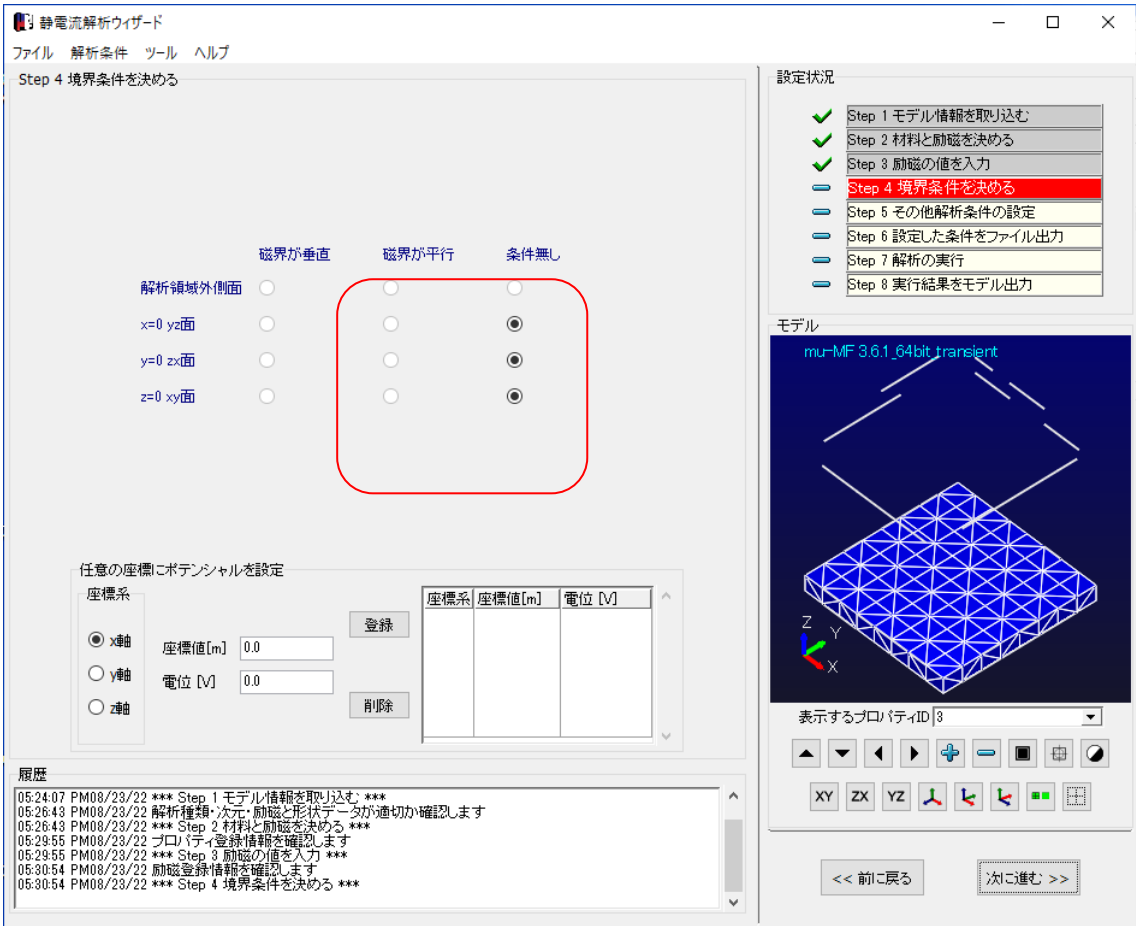 静電流解析ウィザード
ファイル 解析条件 ツール ヘルプ
Step 4 境界条件を決める
磁界が垂直 磁界が平行 条件無し
解析領域外側面
x=0 yz面
y=0 zx面
z=0 xy面
任意の座標にポテンシャルを設定
座標系
x軸
y軸
z軸
座標値[m] 0.0
電位 [V] 0.0
登録
削除
座標系 座標値[m] 電位 [V]
履歴
05:24:07 PM08/23/22 *** Step 1 モデル情報を取り込む ***
05:26:43 PM08/23/22 解析種類・次元・励磁と形状データが適切か確認します
05:26:43 PM08/23/22 *** Step 2 材料と励磁を決める ***
05:29:55 PM08/23/22 プロパティ登録情報を確認します
05:29:55 PM08/23/22 *** Step 3 励磁の値を入力 ***
05:30:54 PM08/23/22 励磁登録情報を確認します
05:30:54 PM08/23/22 *** Step 4 境界条件を決める ***
設定状況
Step 1 モデル情報を取り込む
Step 2 材料と励磁を決める
Step 3 励磁の値を入力
Step 4 境界条件を決める
Step 5 その他解析条件の設定
Step 6 設定した条件をファイル出力
Step 7 解析の実行
Step 8 実行結果をモデル出力
モデル
mu-MF 3.6.1_64bit_transient
Z
Y
X
表示するプロパティID 3
XY ZX YZ
<< 前に戻る 次に進む >>